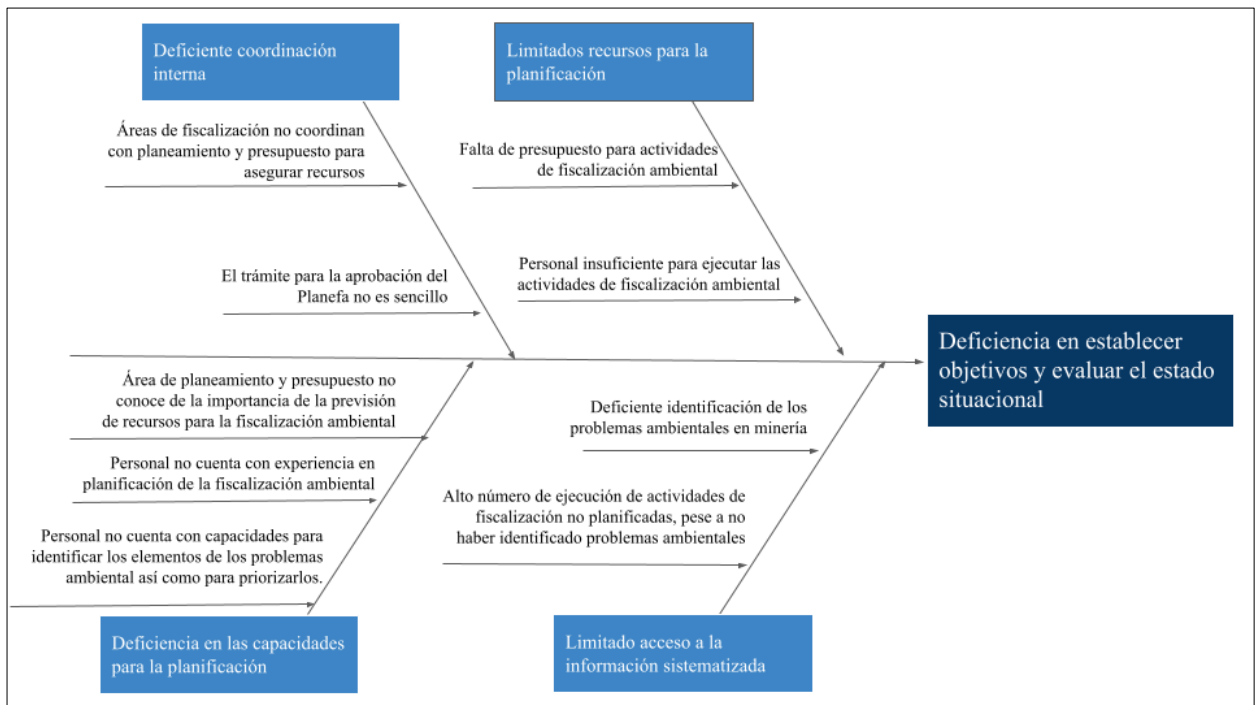 Deficiente coordinación
interna
Limitados recursos para la
planificación
Áreas de fiscalización no coordinan
con planeamiento y presupuesto para
asegurar recursos
Falta de presupuesto para actividades
de fiscalización ambiental
El trámite para la aprobación del
Planefa no es sencillo
Personal insuficiente para ejecutar las
actividades de fiscalización ambiental
Deficiencia en establecer
objetivos y evaluar el estado
situacional
Área de planeamiento y presupuesto no
conoce de la importancia de la previsión
de recursos para la fiscalización ambiental
Personal no cuenta con experiencia en
planificación de la fiscalización ambiental
Personal no cuenta con capacidades para
identificar los elementos de los problemas
ambiental así como para priorizarlos.
Deficiente identificación de los
problemas ambientales en minería
Alto número de ejecución de actividades de
fiscalización no planificadas, pese a no
haber identificado problemas ambientales
Deficiencia en las capacidades
para la planificación
Limitado acceso a la
información sistematizada